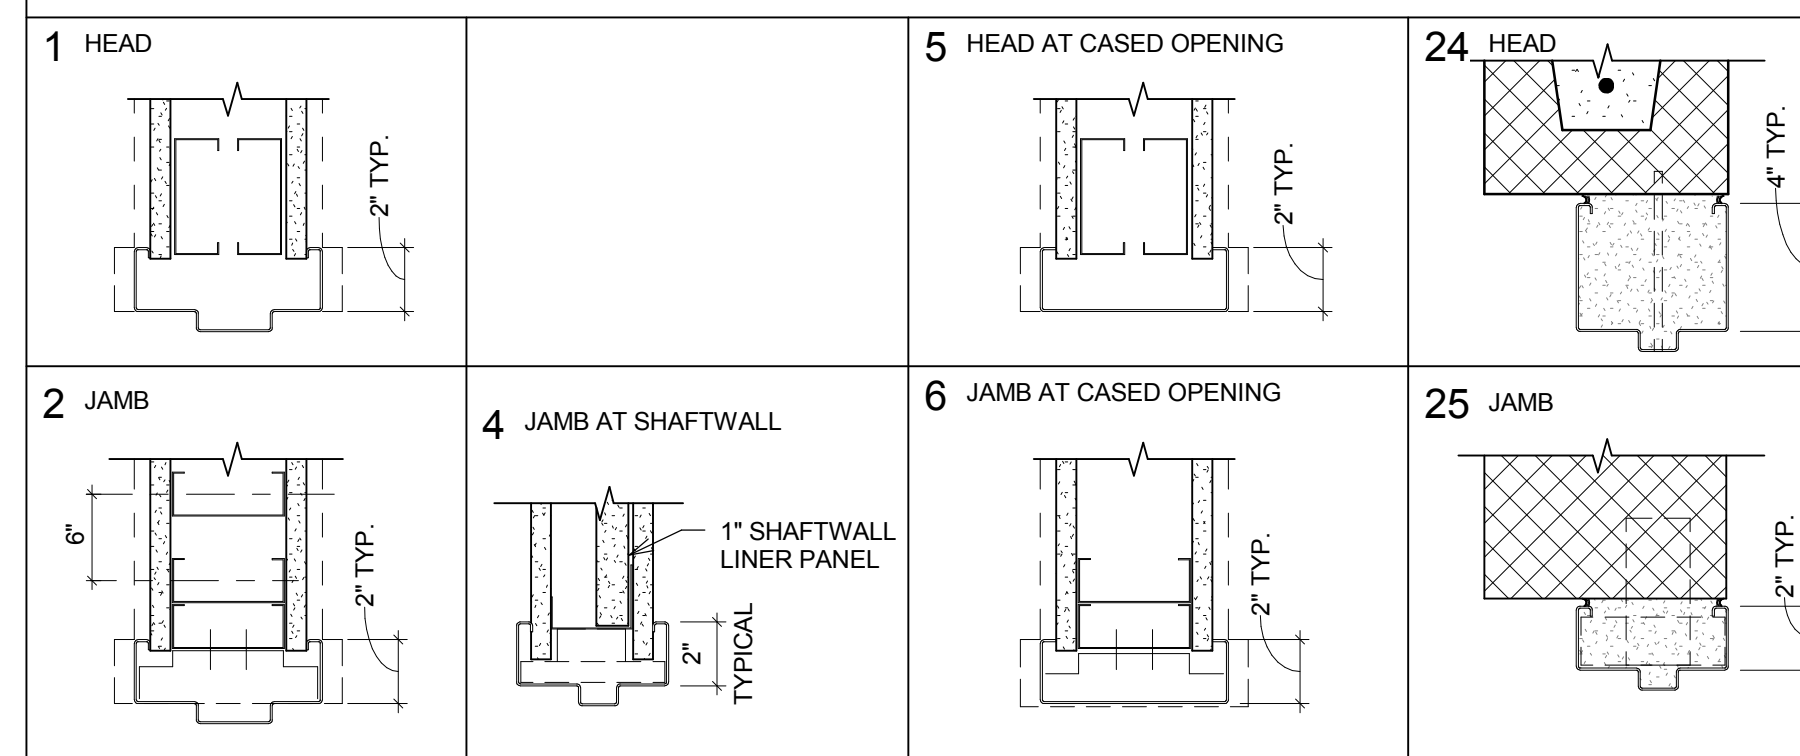 1 HEAD
2" TYP.
5 HEAD AT CASED OPENING
2" TYP.
24 HEAD
4" TYP.
2 JAMB
6"
2" TYP.
4 JAMB AT SHAFTWALL
1" SHAFTWALL
LINER PANEL
2"
TYPICAL
6 JAMB AT CASED OPENING
2" TYP.
25 JAMB
2" TYP.